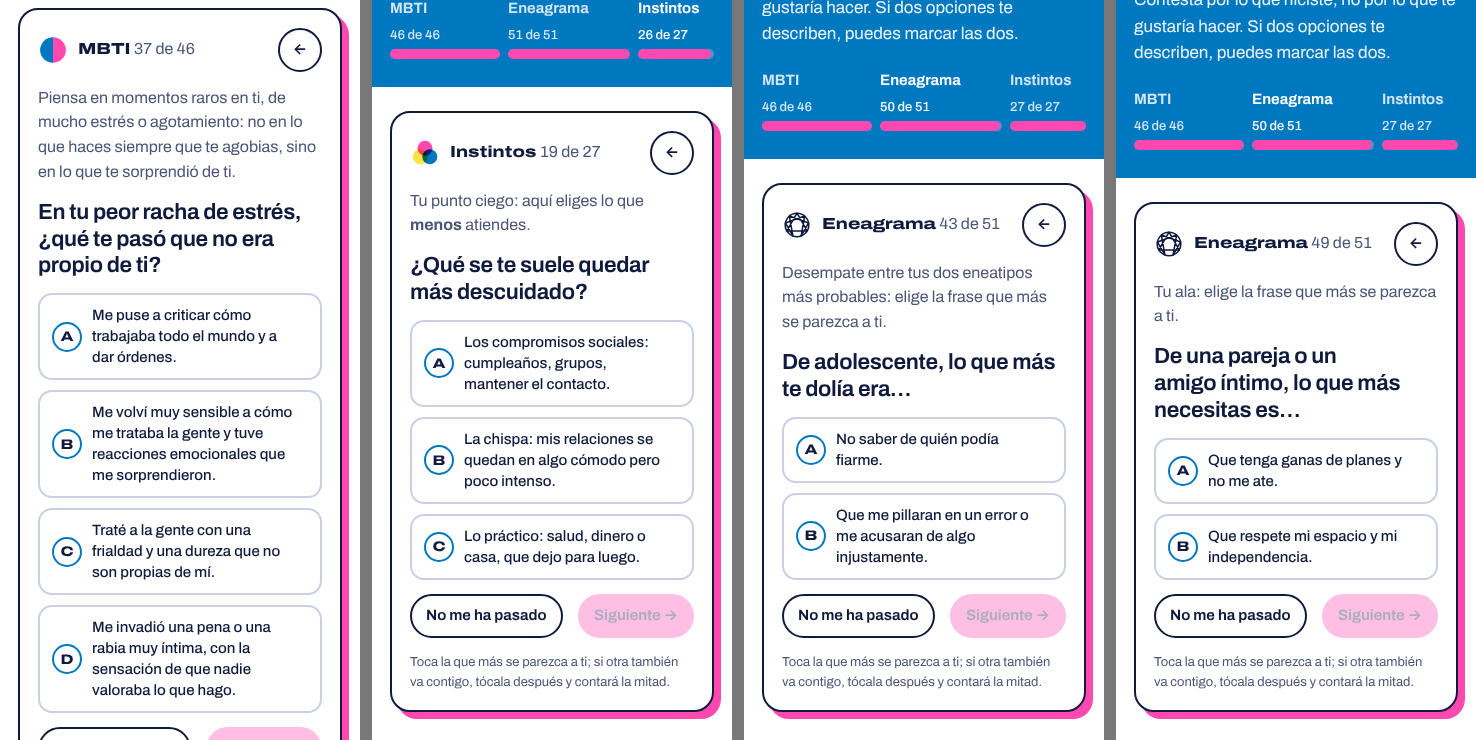 MBTI 37 de 46
Piensa en momentos raros en ti, de
mucho estrés o agotamiento: no en lo
que haces siempre que te agobias, sino
en lo que te sorprendió de ti.
En tu peor racha de estrés,
¿qué te pasó que no era
propio de ti?
A
Me puse a criticar cómo
trabajaba todo el mundo y a
dar órdenes.
B
Me volví muy sensible a cómo
me trataba la gente y tuve
reacciones emocionales que
me sorprendieron.
C
Traté a la gente con una
frialdad y una dureza que no
son propias de mí.
D
Me invadió una pena o una
rabia muy íntima, con la
sensación de que nadie
valoraba lo que hago.
MBTI Eneagrama Instintos
46 de 46 51 de 51 26 de 27
Instintos 19 de 27
Tu punto ciego: aquí eliges lo que
menos atiendes.
¿Qué se te suele quedar
más descuidado?
A
Los compromisos sociales:
cumpleaños, grupos,
mantener el contacto.
B
La chispa: mis relaciones se
quedan en algo cómodo pero
poco intenso.
C
Lo práctico: salud, dinero o
casa, que dejo para luego.
No me ha pasado Siguiente →
Toca la que más se parezca a ti; si otra también
va contigo, tócala después y contará la mitad.
gustaría hacer. Si dos opciones te
describen, puedes marcar las dos.
MBTI Eneagrama Instintos
46 de 46 50 de 51 27 de 27
Eneagrama 43 de 51
Desempate entre tus dos eneatipos
más probables: elige la frase que más
se parezca a ti.
De adolescente, lo que más
te dolía era...
A
No saber de quién podía
fiarme.
B
Que me pillaran en un error o
me acusaran de algo
injustamente.
No me ha pasado Siguiente →
Toca la que más se parezca a ti; si otra también
va contigo, tócala después y contará la mitad.
Contesta por lo que hiciste, no por lo que te
gustaría hacer. Si dos opciones te
describen, puedes marcar las dos.
MBTI Eneagrama Instintos
46 de 46 50 de 51 27 de 27
Eneagrama 49 de 51
Tu ala: elige la frase que más se parezca
a ti.
De una pareja o un
amigo íntimo, lo que más
necesitas es...
A
Que tenga ganas de planes y
no me ate.
B
Que respete mi espacio y mi
independencia.
No me ha pasado Siguiente →
Toca la que más se parezca a ti; si otra también
va contigo, tócala después y contará la mitad.